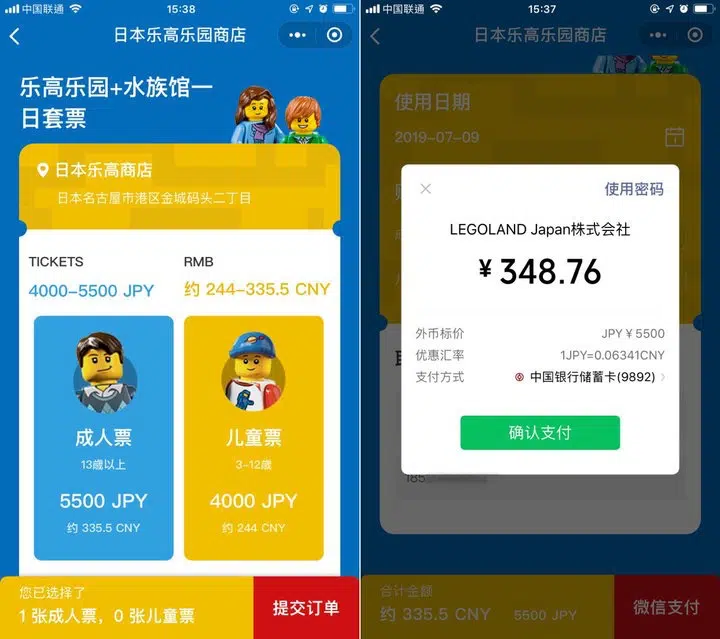 中国联通
15:38
日本乐高乐园商店
乐高乐园+水族馆一
日套票
日本乐高商店
日本名古屋市港区金城码头二丁目
TICKETS
RMB
4000-5500 JPY
约 244-335.5 CNY
成人票
儿童票
13歳以上
3-12歳
5500 JPY
4000 JPY
约 335.5 CNY
约 244 CNY
您已选择了
1 张成人票，0 张儿童票
提交订单
中国联通
15:37
日本乐高乐园商店
使用日期
2019-07-09
使用密码
LEGOLAND Japan株式会社
¥348.76
外币标价
JPY￥5500
优惠汇率
1JPY=0.06341CNY
支付方式
中国银行储蓄卡(9892)
确认支付
185
合计金额
约 335.5 CNY
5500 JPY
微信支付